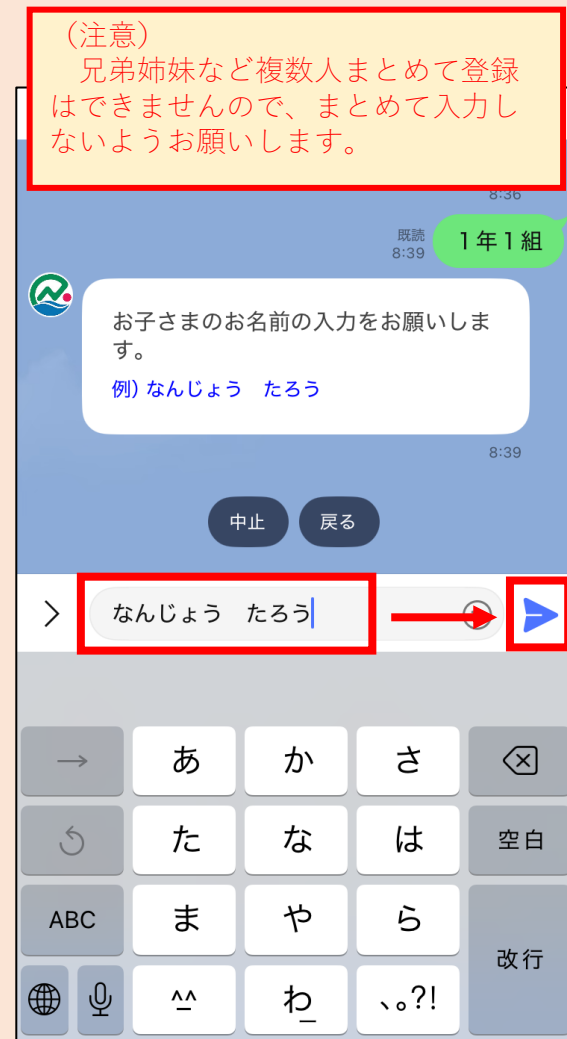 （注意）
　兄弟姉妹など複数人まとめて登録
はできませんので、まとめて入力し
ないようお願いします。
8:36
既読
8:39
１年１組
お子さまのお名前の入力をお願いしま
す。
例) なんじょう　たろう
8:39
中止
戻る
なんじょう　たろう
→
あ
か
さ
た
な
は
空白
ABC
ま
や
ら
改行
^^
わ
、。?!